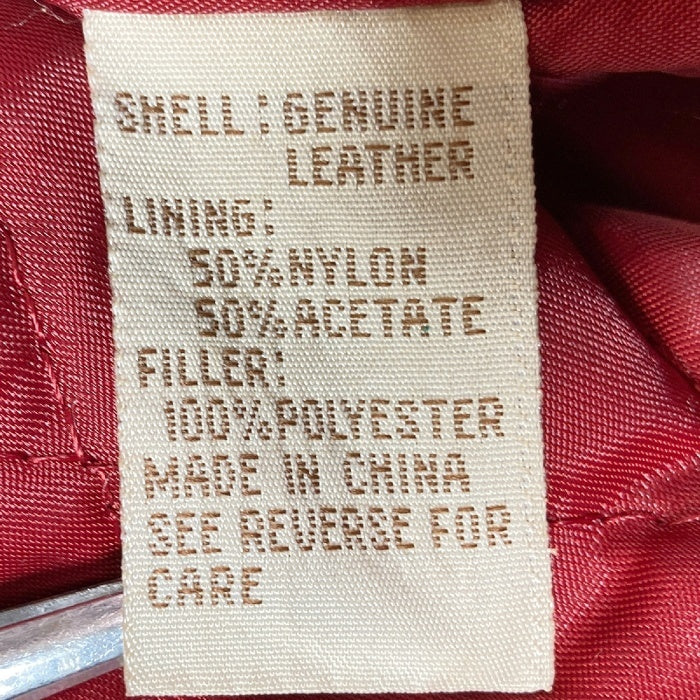 SHELL: GENUINE
LEATHER
LINING:
50% NYLON
50% ACETATE
FILLER:
100% POLYESTER
MADE IN CHINA
SEE REVERSE FOR
CARE